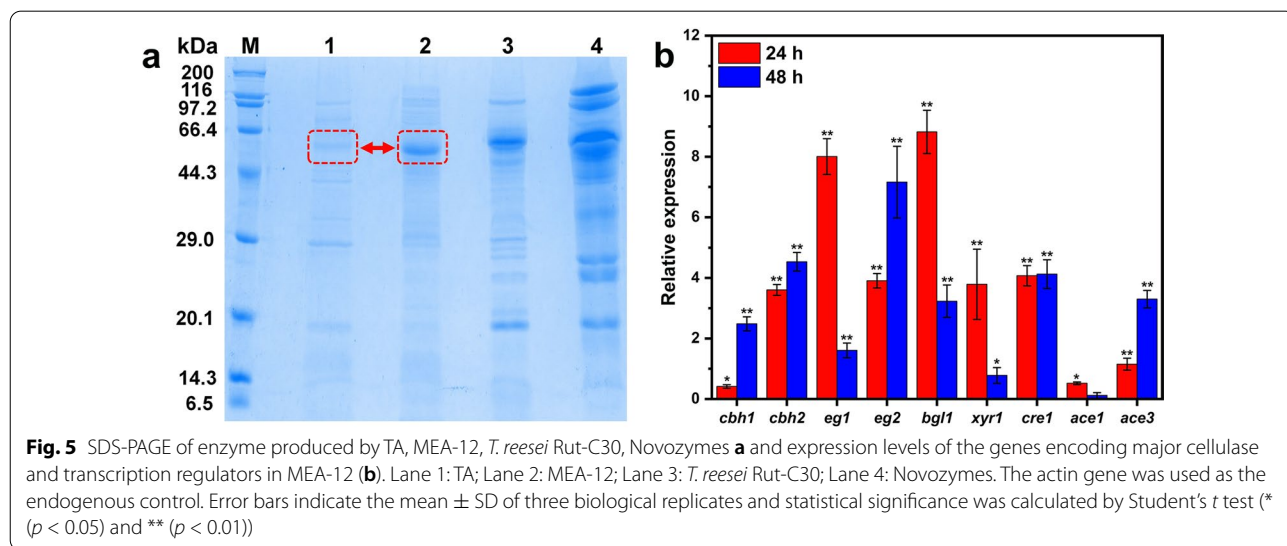 a
kDa M 1 2 3 4
200
116
97.2
66.4
44.3
29.0
20.1
14.3
6.5
b
24 h
48 h
Relative expression
12
10
8
6
4
2
0
* ** ** ** ** ** ** ** ** ** ** * ** ** * ** **
cbh1 cbh2 eg1 eg2 bgl1 xyr1 cre1 ace1 ace3
Fig. 5 SDS-PAGE of enzyme produced by TA, MEA-12, T. reesei Rut-C30, Novozymes a and expression levels of the genes encoding major cellulase
and transcription regulators in MEA-12 (b). Lane 1: TA; Lane 2: MEA-12; Lane 3: T. reesei Rut-C30; Lane 4: Novozymes. The actin gene was used as the
endogenous control. Error bars indicate the mean ± SD of three biological replicates and statistical significance was calculated by Student's t test (*
(p < 0.05) and ** (p < 0.01))